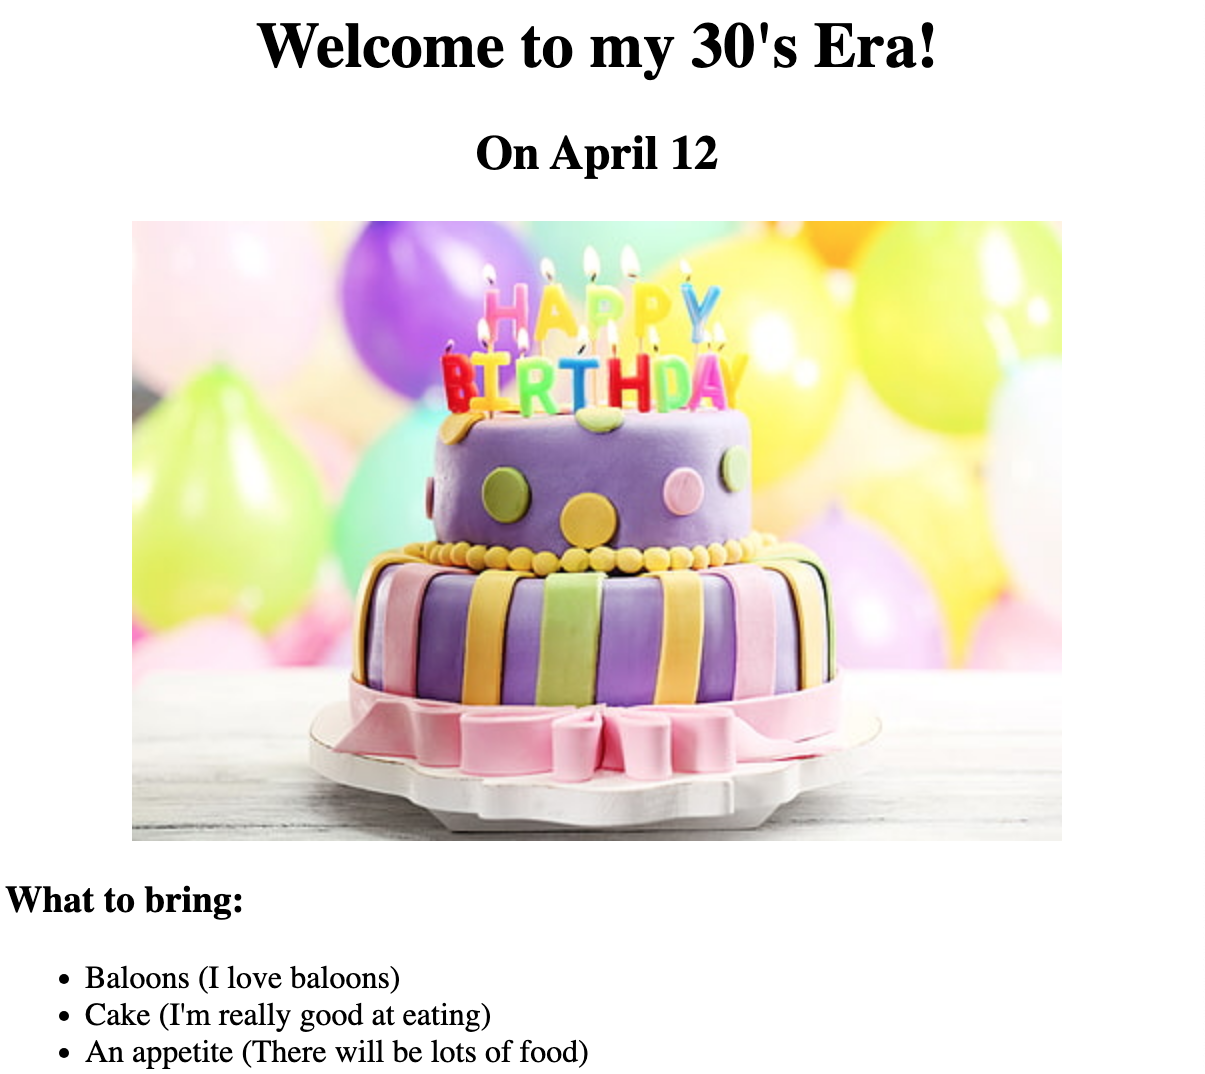 Welcome to my 30's Era!
On April 12
HAPPY
BIRTHDAY
What to bring:
Baloons (I love baloons)
Cake (I'm really good at eating)
An appetite (There will be lots of food)